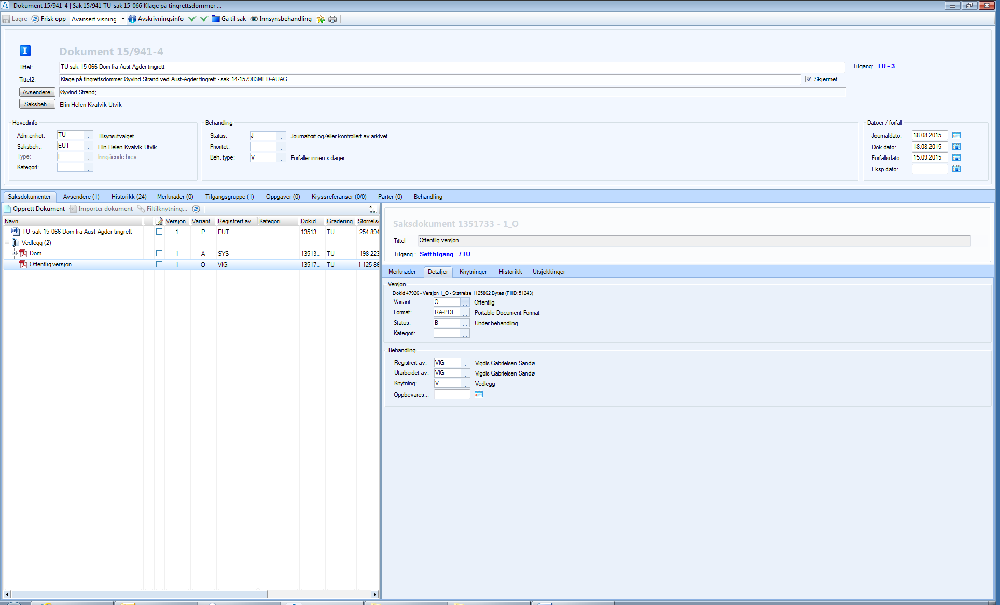 Dokument 15/941-4 | Sak 15/941 TU-sak 15-066 Klage på tingrettsdommer ...
Lagre Frisk opp Avansert visning Avskrivningsinfo Gå til sak Innsynsbehandling
I Dokument 15/941-4
Tittel: TU-sak 15-066 Dom fra Aust-Agder tingrett Tilgang: TU - 3
Tittel2: Klage på tingrettsdommer Øyvind Strand ved Aust-Agder tingrett - sak 14-157983MED-AUAG Skjermet
Avsendere: Øyvind Strand;
Saksbeh.: Elin Helen Kvalvik Utvik
Hovedinfo Behandling Datoer / forfall
Adm.enhet: TU ... Tilsynsutvalget Status: J ... Journalført og/eller kontrollert av arkivet. Journaldato: 18.08.2015
Saksbeh.: EUT ... Elin Helen Kvalvik Utvik Prioritet: ... Dok.dato: 18.08.2015
Type: I ... Inngående brev Beh. type: V ... Forfaller innen x dager Forfallsdato: 15.09.2015
Kategori: ... Eksp.dato:
Saksdokumenter Avsendere (1) Historikk (24) Merknader (0) Tilgangsgruppe (1) Oppgaver (0) Kryssreferanser (0/0) Parter (0) Behandling
Opprett Dokument Importer dokument Filtilknytning...
Navn Versjon Variant Registrert av Kategori Dokid Gradering Størrelse
TU-sak 15-066 Dom fra Aust-Agder tingrett 1 P EUT 13513... TU 254 894
Vedlegg (2)
Dom 1 A SYS 13513... TU 198 223
Offentlig versjon 1 O VIG 13517... TU 1 125 86
Saksdokument 1351733 - 1_O
Tittel Offentlig versjon
Tilgang : Sett tilgang... / TU
Merknader Detaljer Knytninger Historikk Utsjekkinger
Versjon
Dokid 47926 - Versjon 1_O - Størrelse 1125862 Bytes (FilID:51243)
Variant: O ... Offentlig
Format: RA-PDF ... Portable Document Format
Status: B ... Under behandling
Kategori: ...
Behandling
Registrert av: VIG ... Vigdis Gabrielsen Sandø
Utarbeidet av: VIG ... Vigdis Gabrielsen Sandø
Knytning: V ... Vedlegg
Oppbevares...